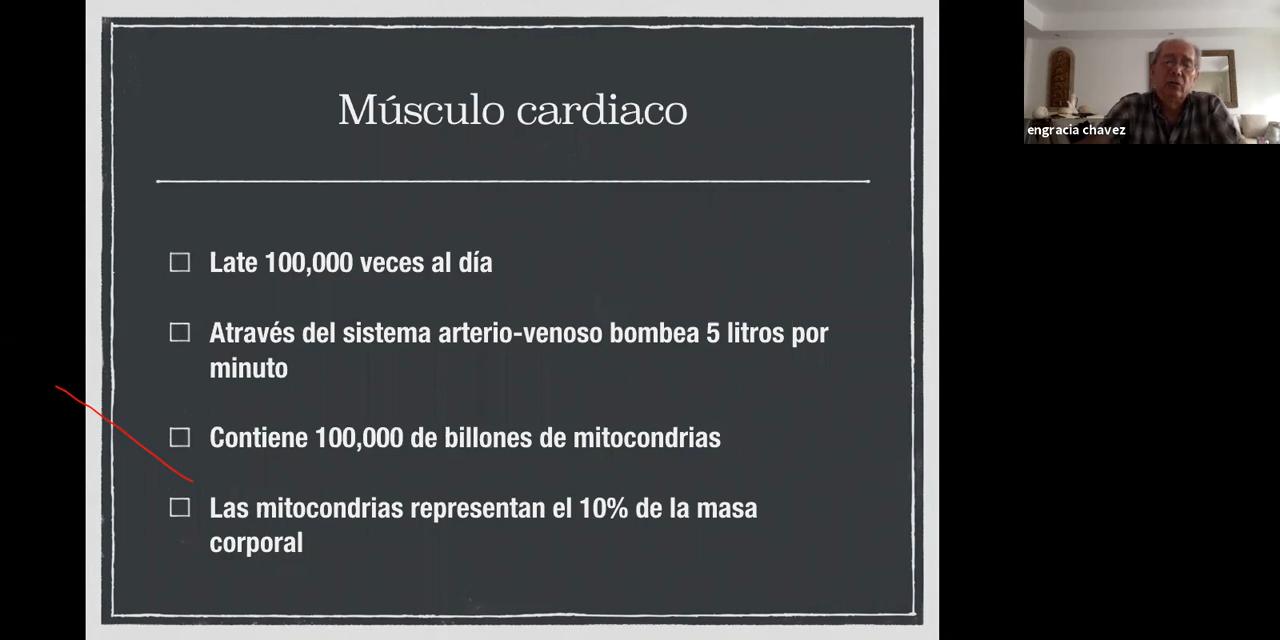 Músculo cardiaco
engracia chavez
Late 100,000 veces al día
Através del sistema arterio-venoso bombea 5 litros por
minuto
Contiene 100,000 de billones de mitocondrias
Las mitocondrias representan el 10% de la masa
corporal